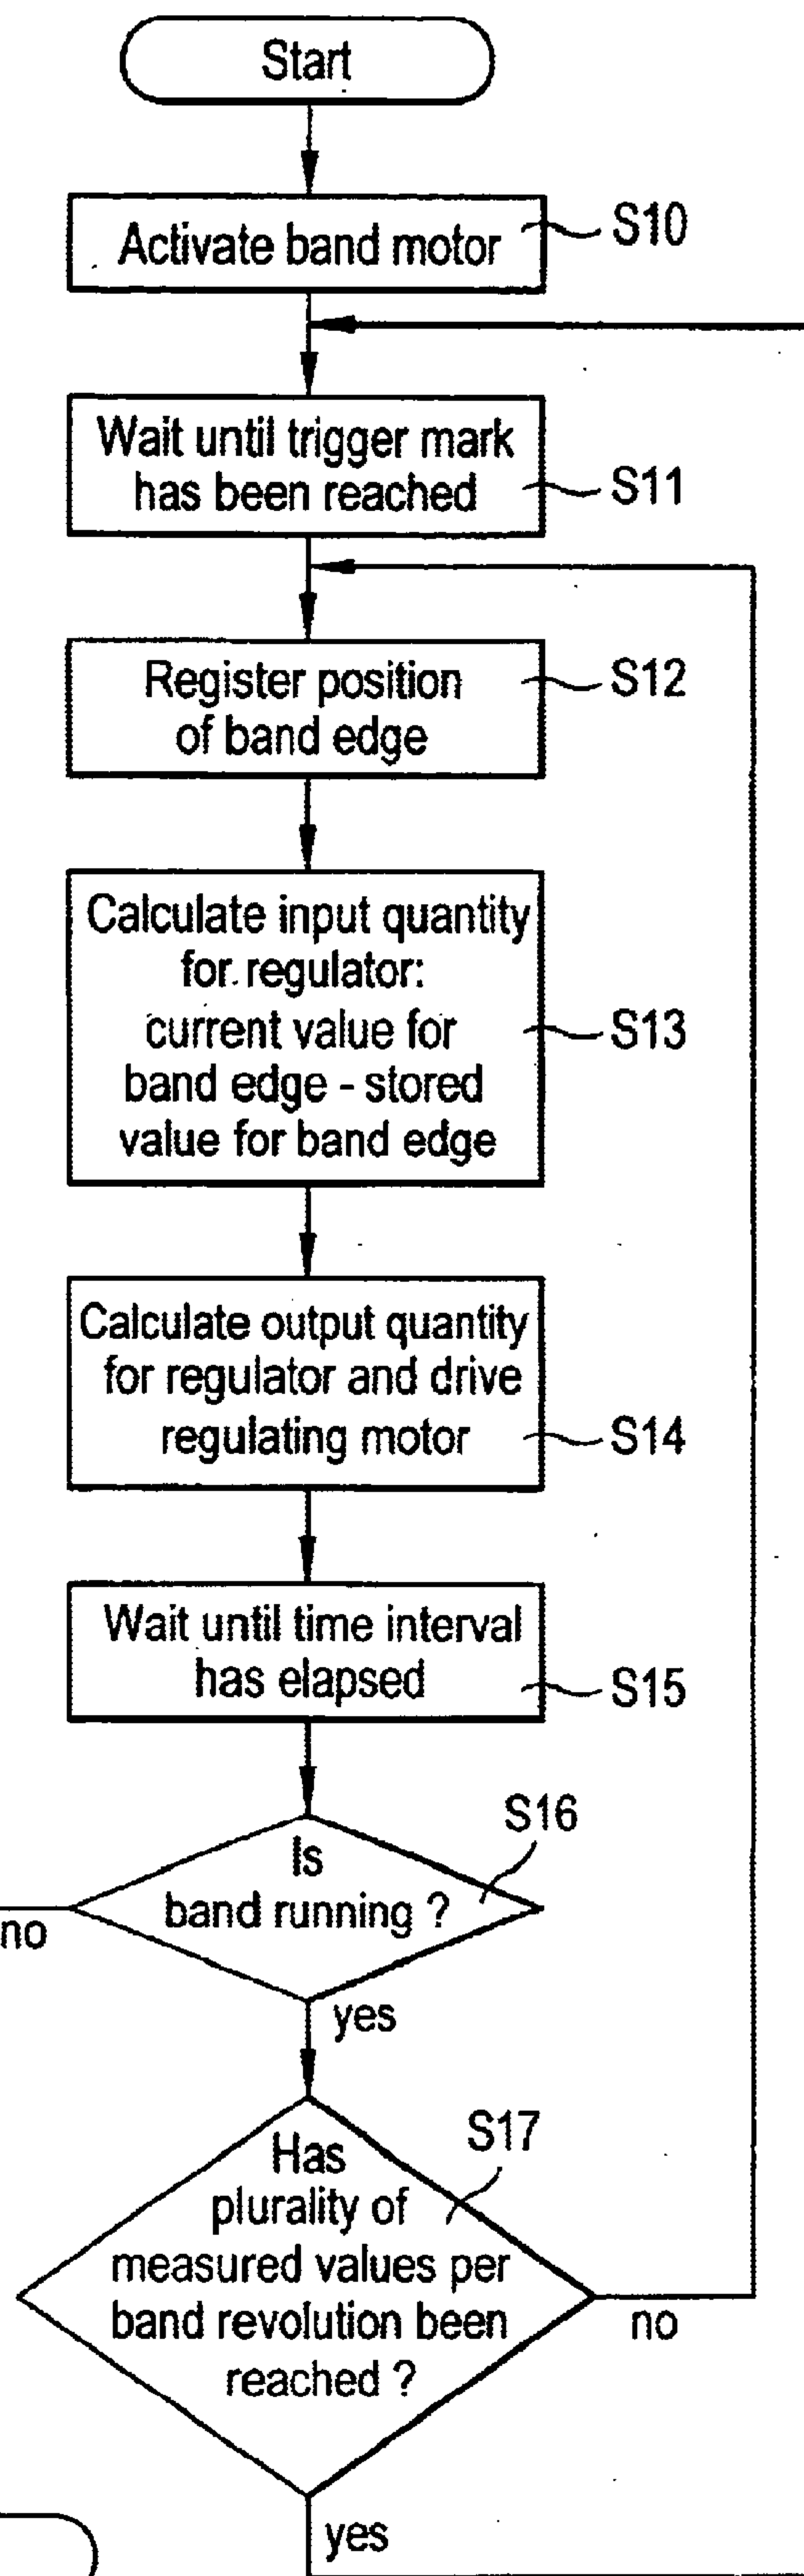 Start
Activate band motor
S10
Wait until trigger mark
has been reached
S11
Register position
of band edge
S12
Calculate input quantity
for regulator:
current value for
band edge - stored
value for band edge
S13
Calculate output quantity
for regulator and drive
regulating motor
S14
Wait until time interval
has elapsed
S15
S16
Is
band running ?
no
yes
S17
Has
plurality of
measured values per
band revolution been
reached ?
no
yes